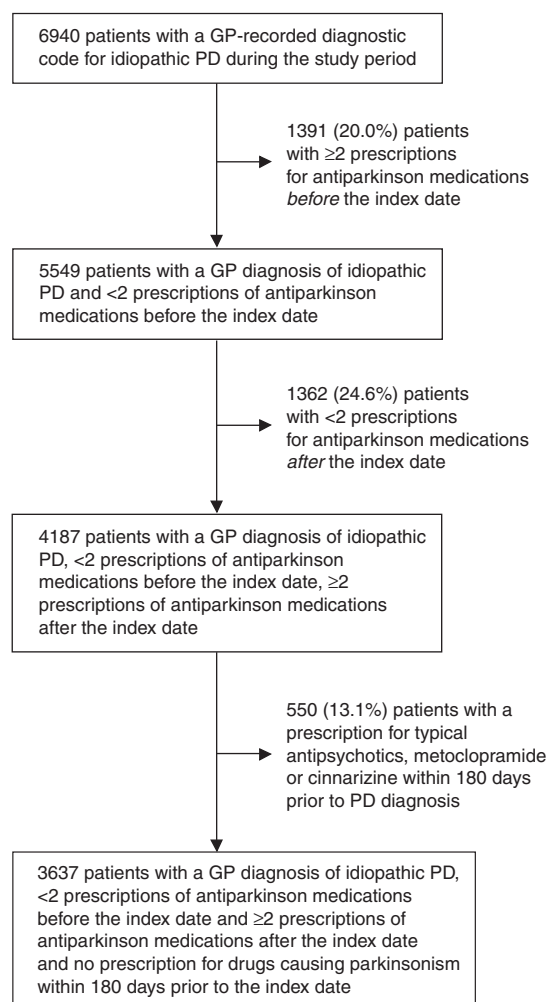 6940 patients with a GP-recorded diagnostic
code for idiopathic PD during the study period
1391 (20.0%) patients
with ≥2 prescriptions
for antiparkinson medications
before the index date
5549 patients with a GP diagnosis of idiopathic
PD and <2 prescriptions of antiparkinson
medications before the index date
1362 (24.6%) patients
with <2 prescriptions
for antiparkinson medications
after the index date
4187 patients with a GP diagnosis of idiopathic
PD, <2 prescriptions of antiparkinson
medications before the index date, ≥2
prescriptions of antiparkinson medications
after the index date
550 (13.1%) patients with a
prescription for typical
antipsychotics, metoclopramide
or cinnarizine within 180 days
prior to PD diagnosis
3637 patients with a GP diagnosis of idiopathic PD,
<2 prescriptions of antiparkinson medications
before the index date and ≥2 prescriptions of
antiparkinson medications after the index date
and no prescription for drugs causing parkinsonism
within 180 days prior to the index date